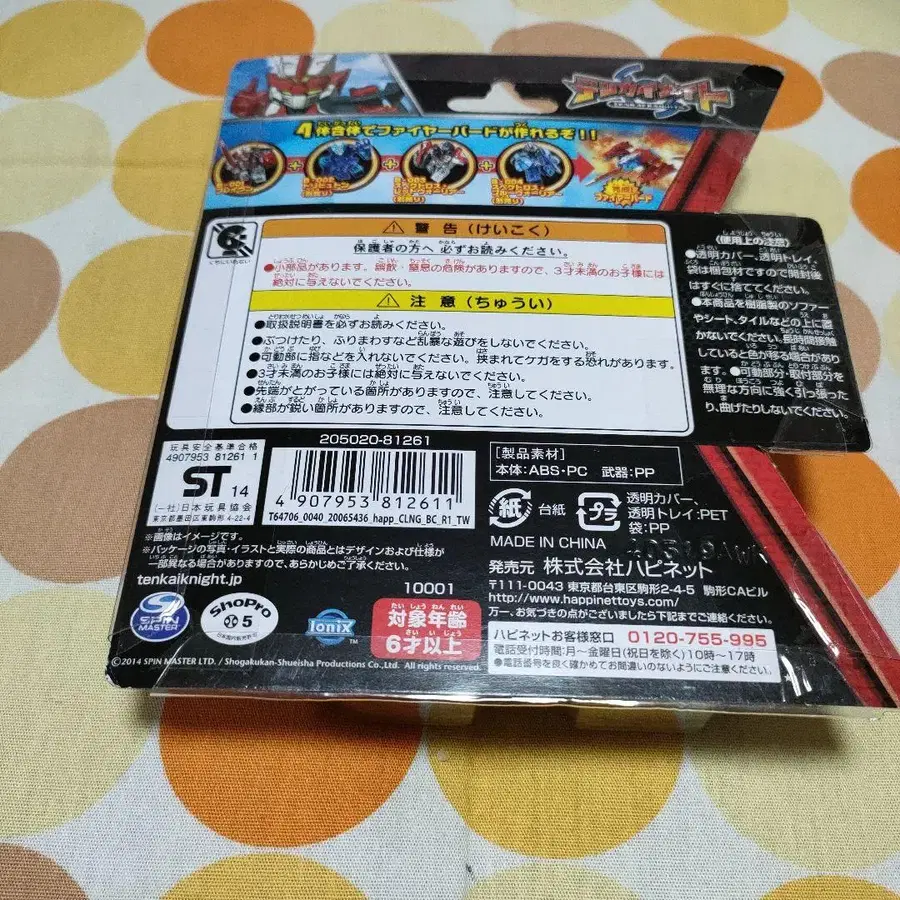 テンカイナイト
4体合体でファイヤーバードが作れるぞ!!
完成!
ファイヤーバード
⚠警告(けいこく)
保護者の方へ 必ずお読みください。
●小部品があります。誤飲・窒息の危険がありますので、3才未満のお子様には
絶対に与えないでください。
⚠注意(ちゅうい)
●取扱説明書を必ずお読みください。
●ぶつけたり、ふりまわすなど乱暴な遊びをしないでください。
●可動部に指などを入れないでください。挟まれてケガをする恐れがあります。
●3才未満のお子様には絶対に与えないでください。
●先端がとがっている箇所がありますので、注意してください。
●縁部が鋭い箇所がありますので、注意してください。
〈使用上の注意〉
●透明カバー、透明トレイ、
袋は梱包材ですので開封後
はすぐに捨ててください。
●本商品を樹脂製のソファー
やシート、タイルなどの上に置
かないでください。長時間接触
していると色が移る場合があり
ます。●可動部分・取付部分を
無理な方向に強く引っ張った
り、曲げたりしないでください。
玩具安全基準合格
4907953 81261 1
ST 14
(一社)日本玩具協会
東京都墨田区東駒形4-22-4
205020-81261
4 907953 812611
T64706_0040_20065436_happ_CLNG_BC_R1_TW
[製品素材]
本体:ABS・PC 武器:PP
紙 台紙
プラ 透明カバー、
透明トレイ:PET
袋:PP
MADE IN CHINA
発売元 株式会社ハピネット
〒111-0043 東京都台東区駒形2-4-5 駒形CAビル
http://www.happinettoys.com/
万一、お気づきの点がございましたら下記までご連絡ください。
ハピネットお客様窓口 0120-755-995
電話受付時間:月~金曜日(祝日を除く)10時~17時
●電話番号を良く確かめてお間違いのないようにご注意ください。
※画像はイメージです。
※パッケージの写真・イラストと実際の商品とはデザインおよび仕様が
一部異なる場合がありますので、あらかじめご了承ください。
tenkaiknight.jp
10001
SPIN MASTER
ShoPro 5
Ionix
対象年齢
6才以上
©2014 SPIN MASTER LTD. / Shogakukan-Shueisha Productions Co., Ltd. All rights reserved.